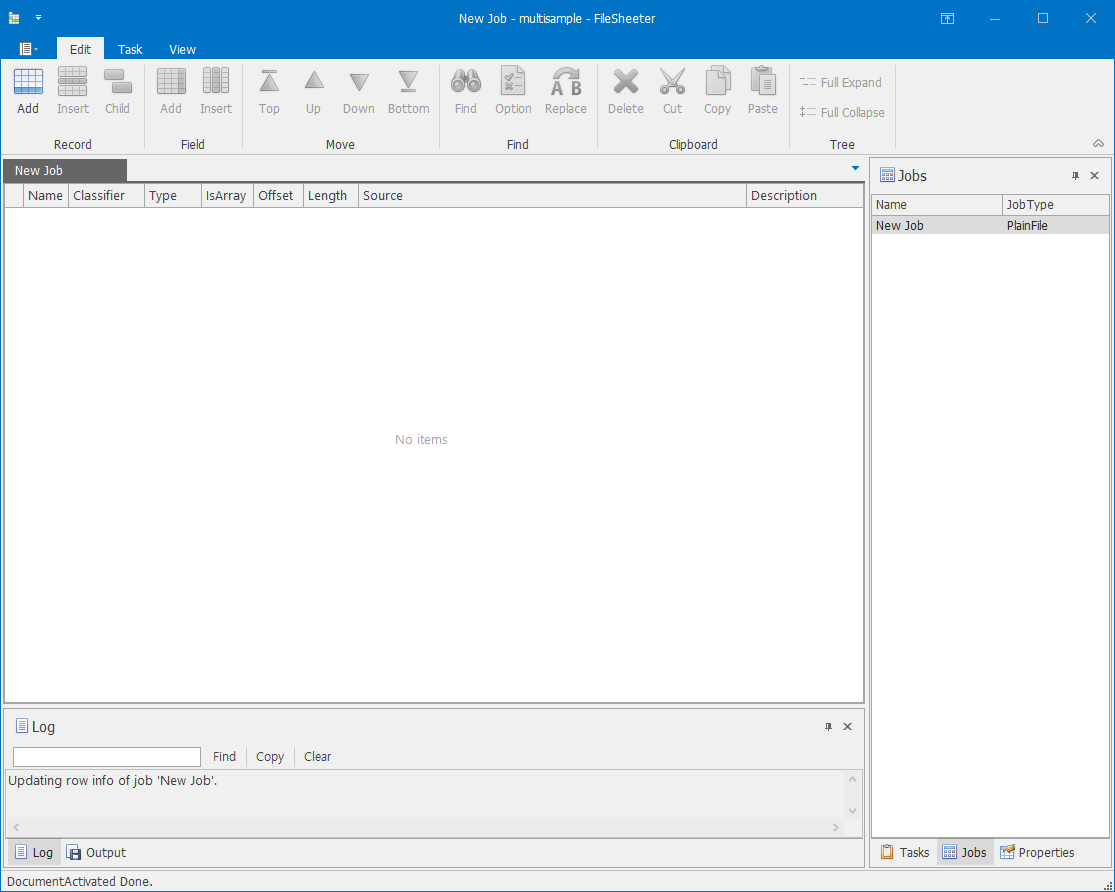 New Job - multisample - FileSheeter
Edit Task View
Add Insert Child Add Insert Top Up Down Bottom Find Option Replace Delete Cut Copy Paste Full Expand
Full Collapse
Record Field Move Find Clipboard Tree
New Job
Name Classifier Type IsArray Offset Length Source Description
No items
Jobs
Name JobType
New Job PlainFile
Log
Find Copy Clear
Updating row info of job 'New Job'.
Log Output
Tasks Jobs Properties
DocumentActivated Done.